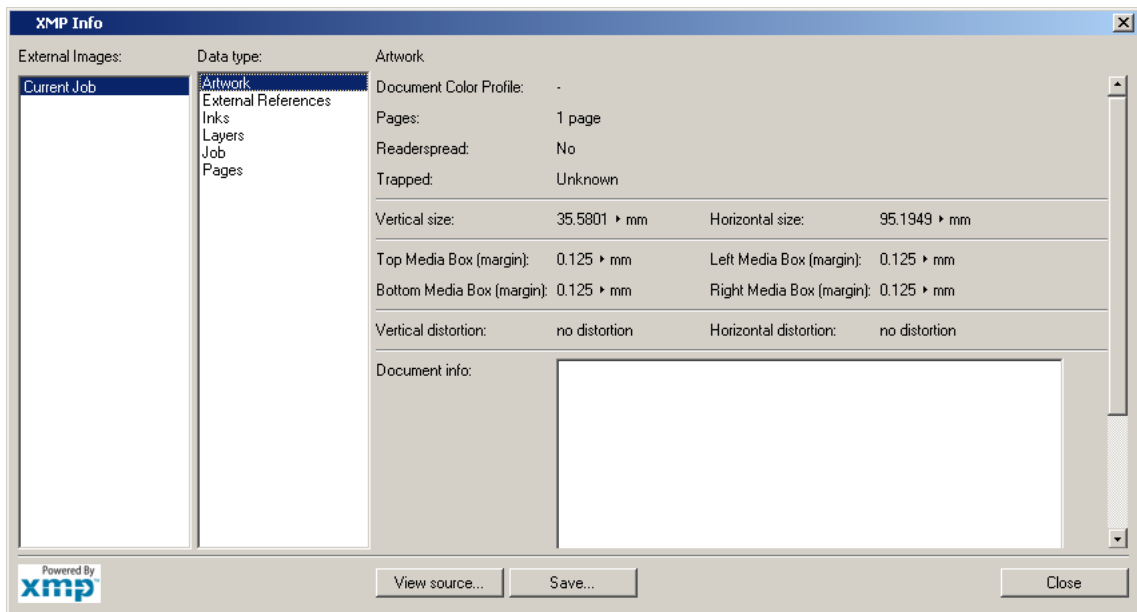 XMP Info
External Images:
Data type:
Artwork
Current Job
Artwork
External References
Inks
Layers
Job
Pages
Document Color Profile: -
Pages: 1 page
Readerspread: No
Trapped: Unknown
Vertical size: 35.5801 mm Horizontal size: 95.1949 mm
Top Media Box (margin): 0.125 mm Left Media Box (margin): 0.125 mm
Bottom Media Box (margin): 0.125 mm Right Media Box (margin): 0.125 mm
Vertical distortion: no distortion Horizontal distortion: no distortion
Document info:
Powered By
xmp™
View source... Save... Close